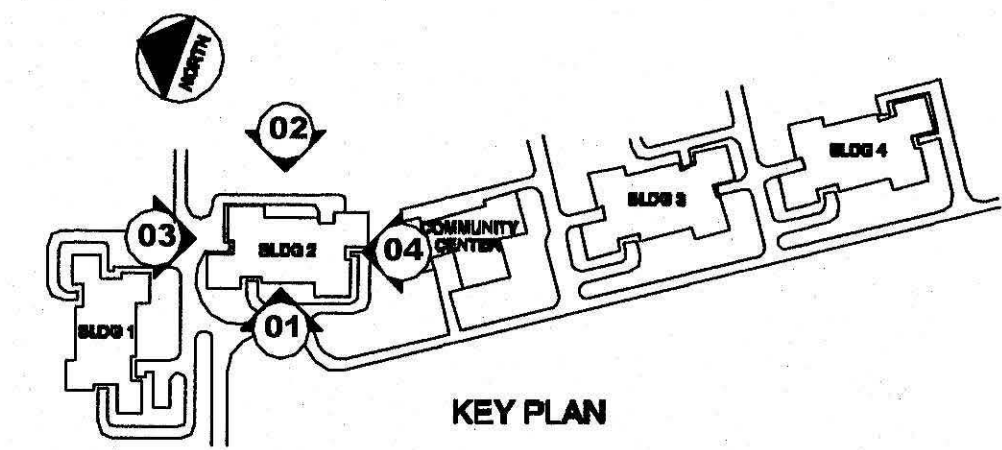 NORTH
02
BLDG 4
BLDG 3
COMMUNITY
CENTER
03
BLDG 2
04
BLDG 1
01
KEY PLAN